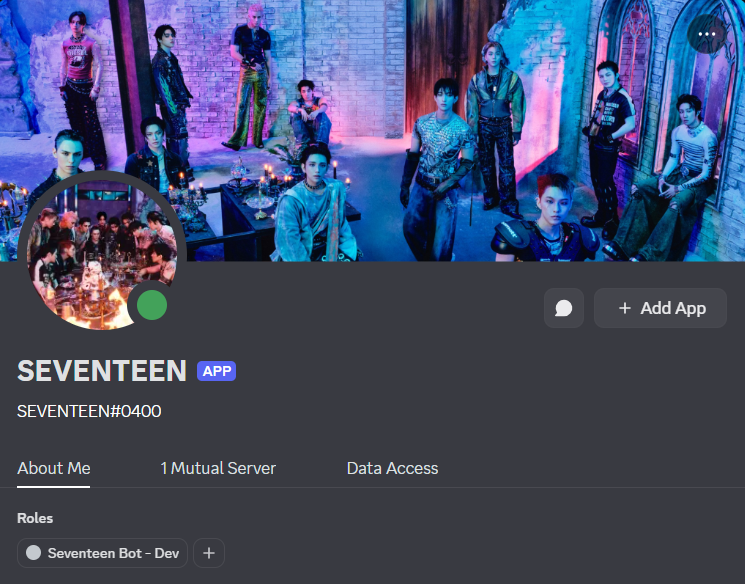 SEVENTEEN APP
SEVENTEEN#0400
+ Add App
About Me 1 Mutual Server Data Access
Roles
Seventeen Bot - Dev +